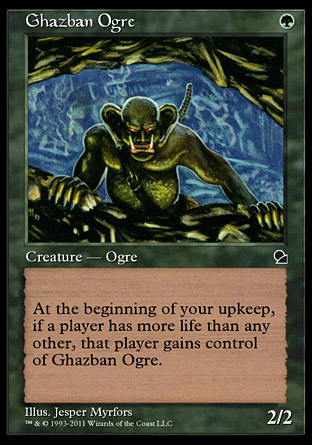 Ghazban Ogre
Creature — Ogre
At the beginning of your upkeep,
if a player has more life than any
other, that player gains control
of Ghazban Ogre.
Illus. Jesper Myrfors
™ & © 1993-2011 Wizards of the Coast LLC
2/2